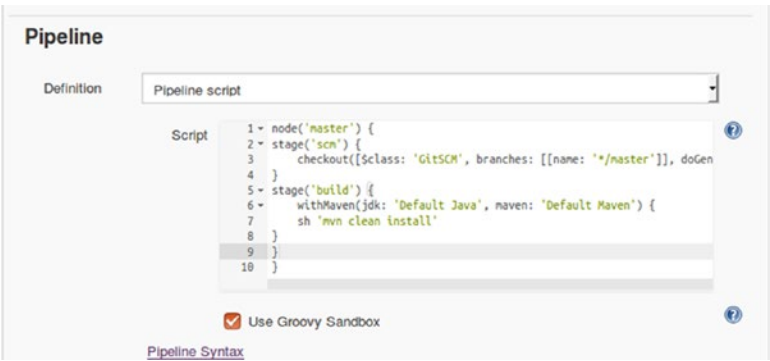 Pipeline
Definition
Pipeline script
Script
1 node('master') {
2 stage('scm') {
3 checkout([$class: 'GitSCM', branches: [[name: '*/master']], doGen
4 }
5 stage('build') {
6 withMaven(jdk: 'Default Java', maven: 'Default Maven') {
7 sh 'mvn clean install'
8 }
9 }
10 }
Use Groovy Sandbox
Pipeline Syntax